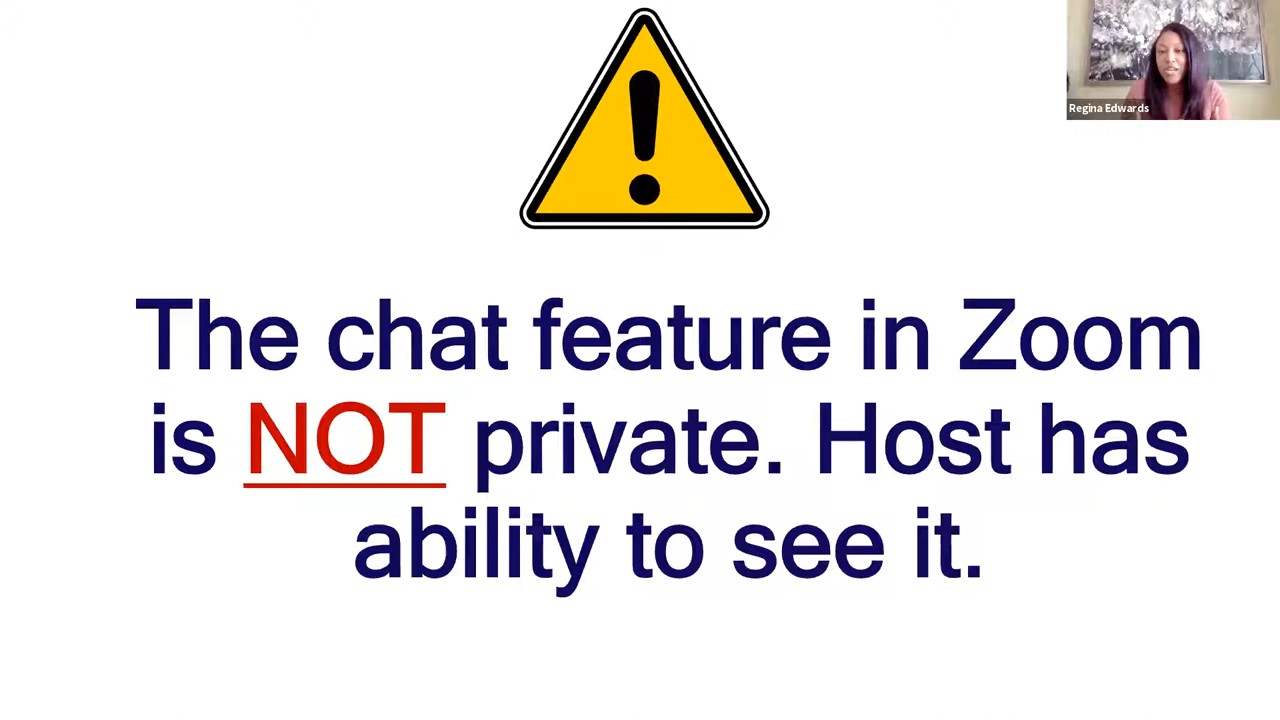 Regina Edwards
The chat feature in Zoom
is NOT private. Host has
ability to see it.